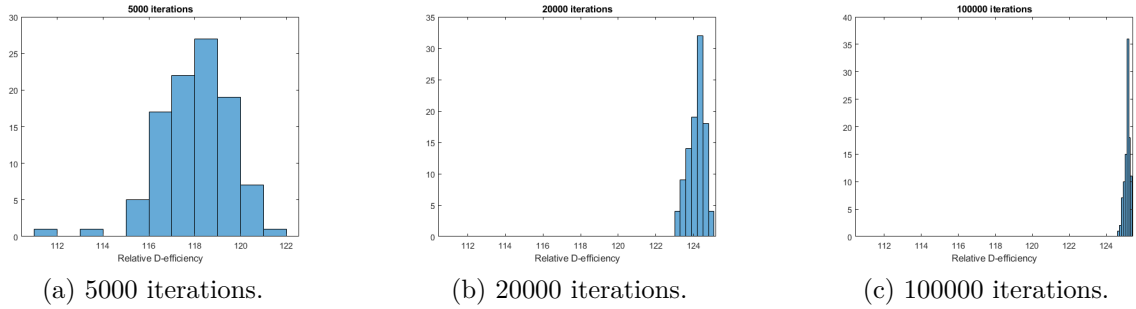 5000 iterations
30
25
20
15
10
5
0
112 114 116 118 120 122
Relative D-efficiency
(a) 5000 iterations.
20000 iterations
35
30
25
20
15
10
5
0
112 114 116 118 120 122 124
Relative D-efficiency
(b) 20000 iterations.
100000 iterations
40
35
30
25
20
15
10
5
0
112 114 116 118 120 122 124
Relative D-efficiency
(c) 100000 iterations.